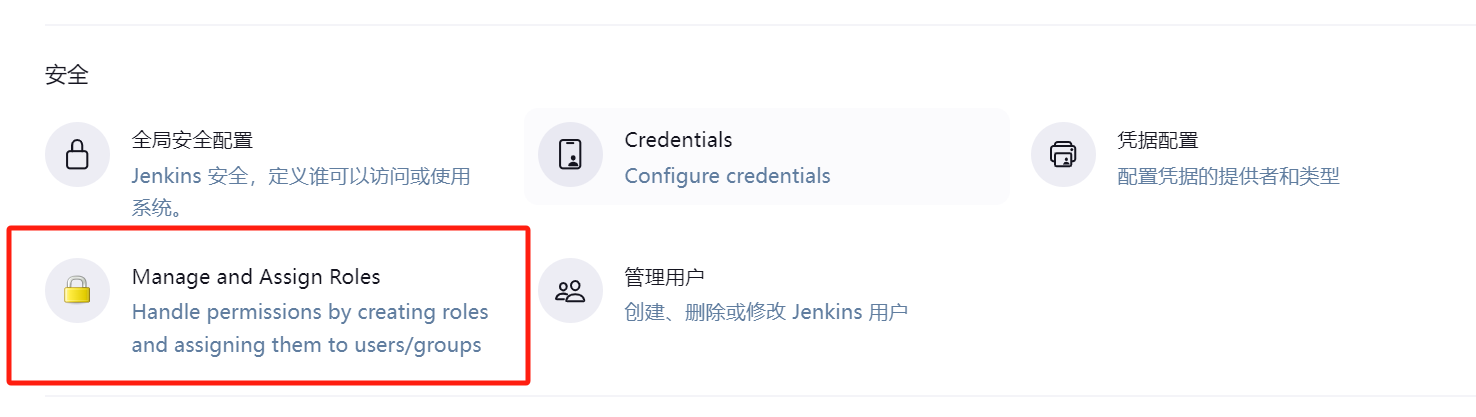 安全
全局安全配置
Jenkins 安全，定义谁可以访问或使用
系统。
Credentials
Configure credentials
凭据配置
配置凭据的提供者和类型
Manage and Assign Roles
Handle permissions by creating roles
and assigning them to users/groups
管理用户
创建、删除或修改 Jenkins 用户